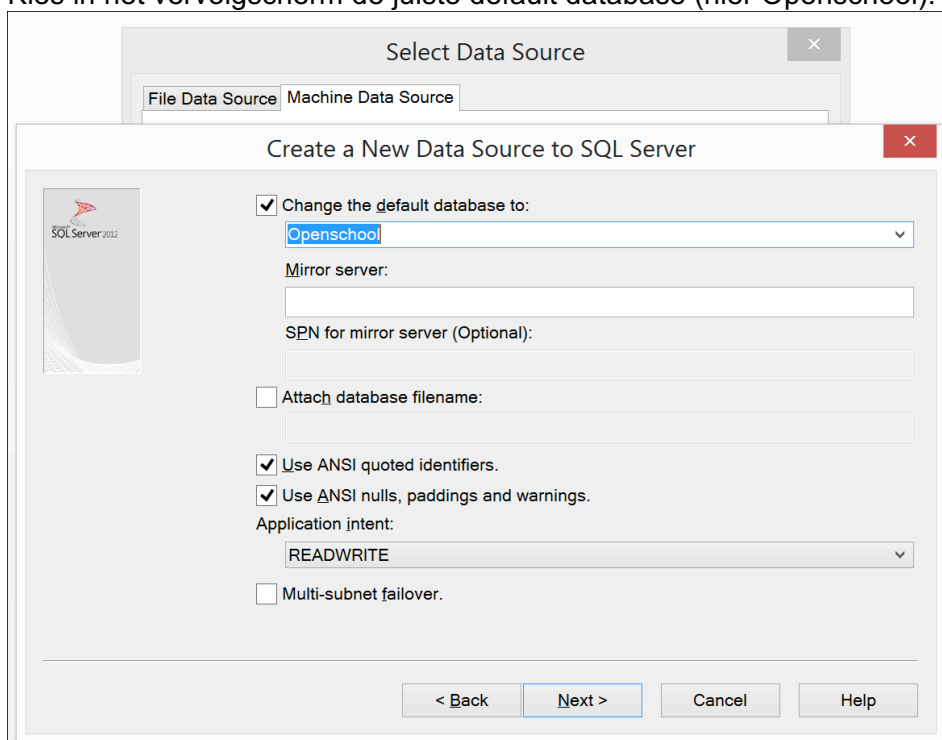 Kies in het vervolgscherm de juiste default database (hier Openschool).
Select Data Source
File Data Source Machine Data Source
Create a New Data Source to SQL Server
Microsoft
SQL Server 2012
Change the default database to:
Openschool
Mirror server:
SPN for mirror server (Optional):
Attach database filename:
Use ANSI quoted identifiers.
Use ANSI nulls, paddings and warnings.
Application intent:
READWRITE
Multi-subnet failover.
< Back Next > Cancel Help